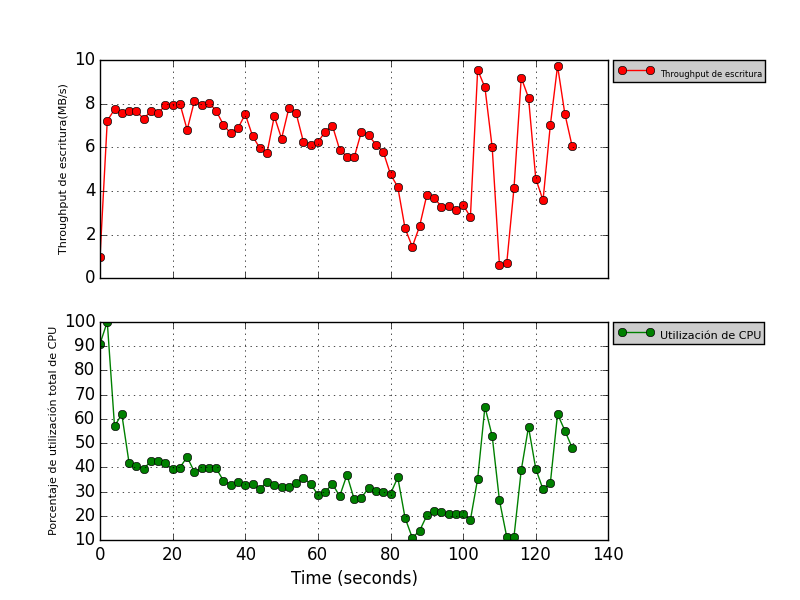 Throughput de escritura(MB/s)
10
8
6
4
2
0
Throughput de escritura
Porcentaje de utilización total de CPU
100
90
80
70
60
50
40
30
20
10
0 20 40 60 80 100 120 140
Time (seconds)
Utilización de CPU